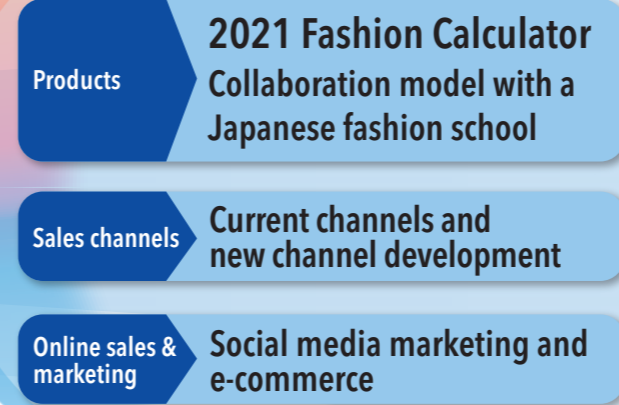 Products
2021 Fashion Calculator
Collaboration model with a
Japanese fashion school
Sales channels
Current channels and
new channel development
Online sales &
marketing
Social media marketing and
e-commerce